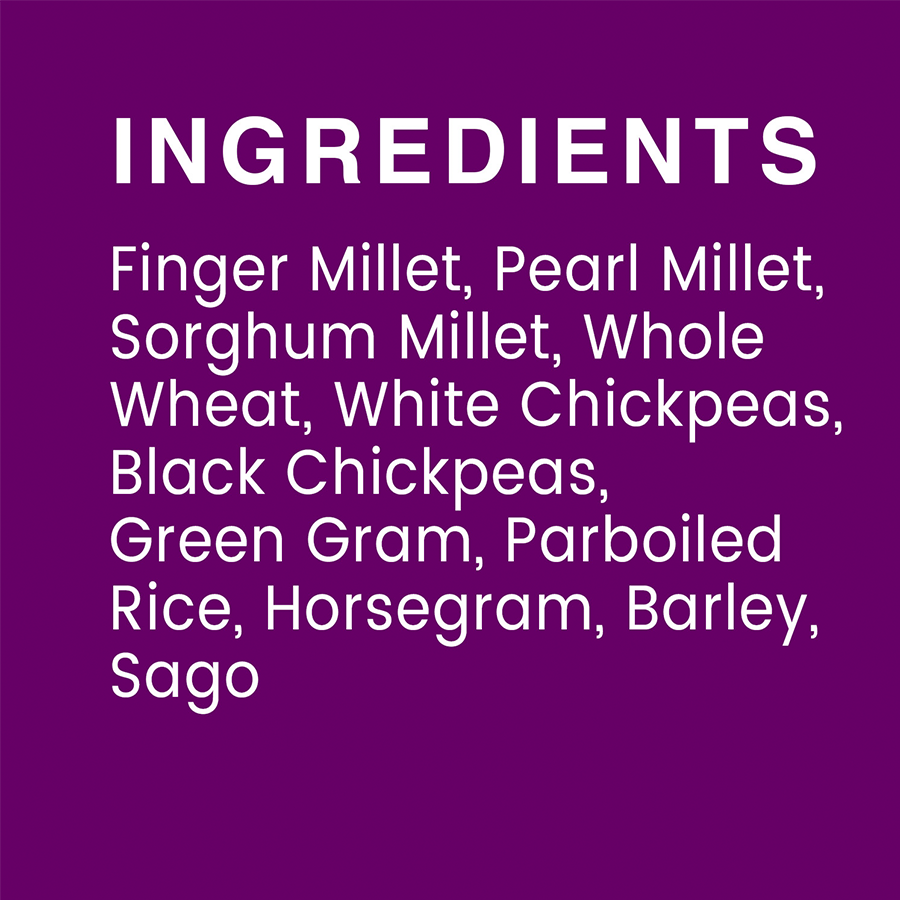 INGREDIENTS
Finger Millet, Pearl Millet,
Sorghum Millet, Whole
Wheat, White Chickpeas,
Black Chickpeas,
Green Gram, Parboiled
Rice, Horsegram, Barley,
Sago